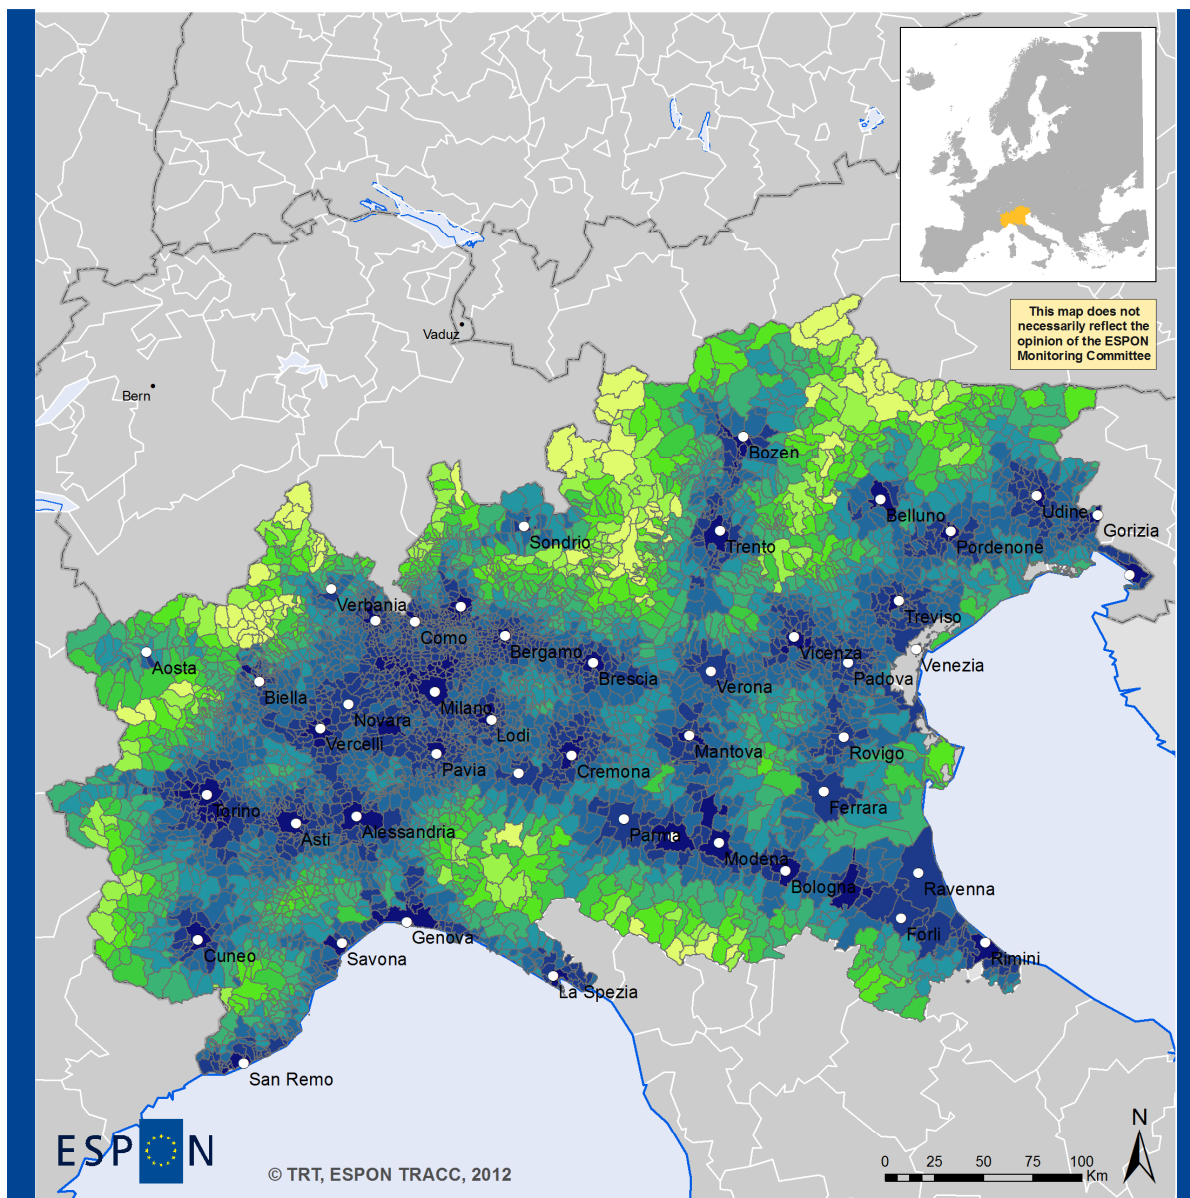 This map does not
necessarily reflect the
opinion of the ESPON
Monitoring Committee
Vaduz
Bern
Bozen
Belluno
Udine
Gorizia
Sondrio
Trento
Pordenone
Verbania
Como
Treviso
Bergamo
Vicenza
Venezia
Aosta
Brescia
Padova
Biella
Verona
Novara
Milano
Vercelli
Lodi
Mantova
Rovigo
Pavia
Cremona
Torino
Ferrara
Asti
Alessandria
Parma
Modena
Bologna
Ravenna
Genova
Forli
Cuneo
Savona
Rimini
La Spezia
San Remo
N
ESPON
© TRT, ESPON TRACC, 2012
0 25 50 75 100
Km